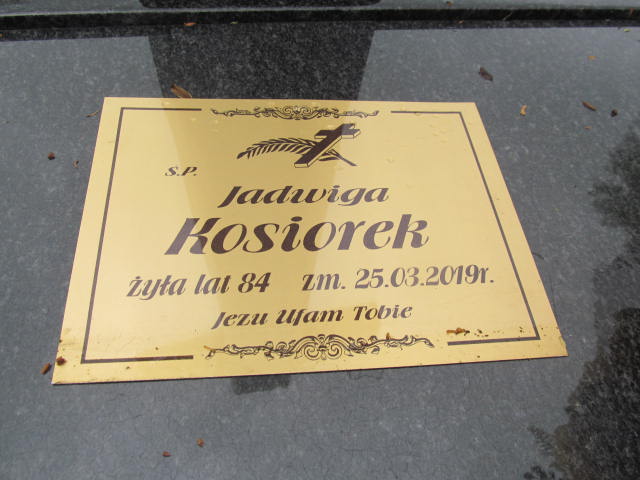 Ś.P.
Jadwiga
Kosiorek
żyła lat 84 zm. 25.03.2019r.
Jezu Ufam Tobie